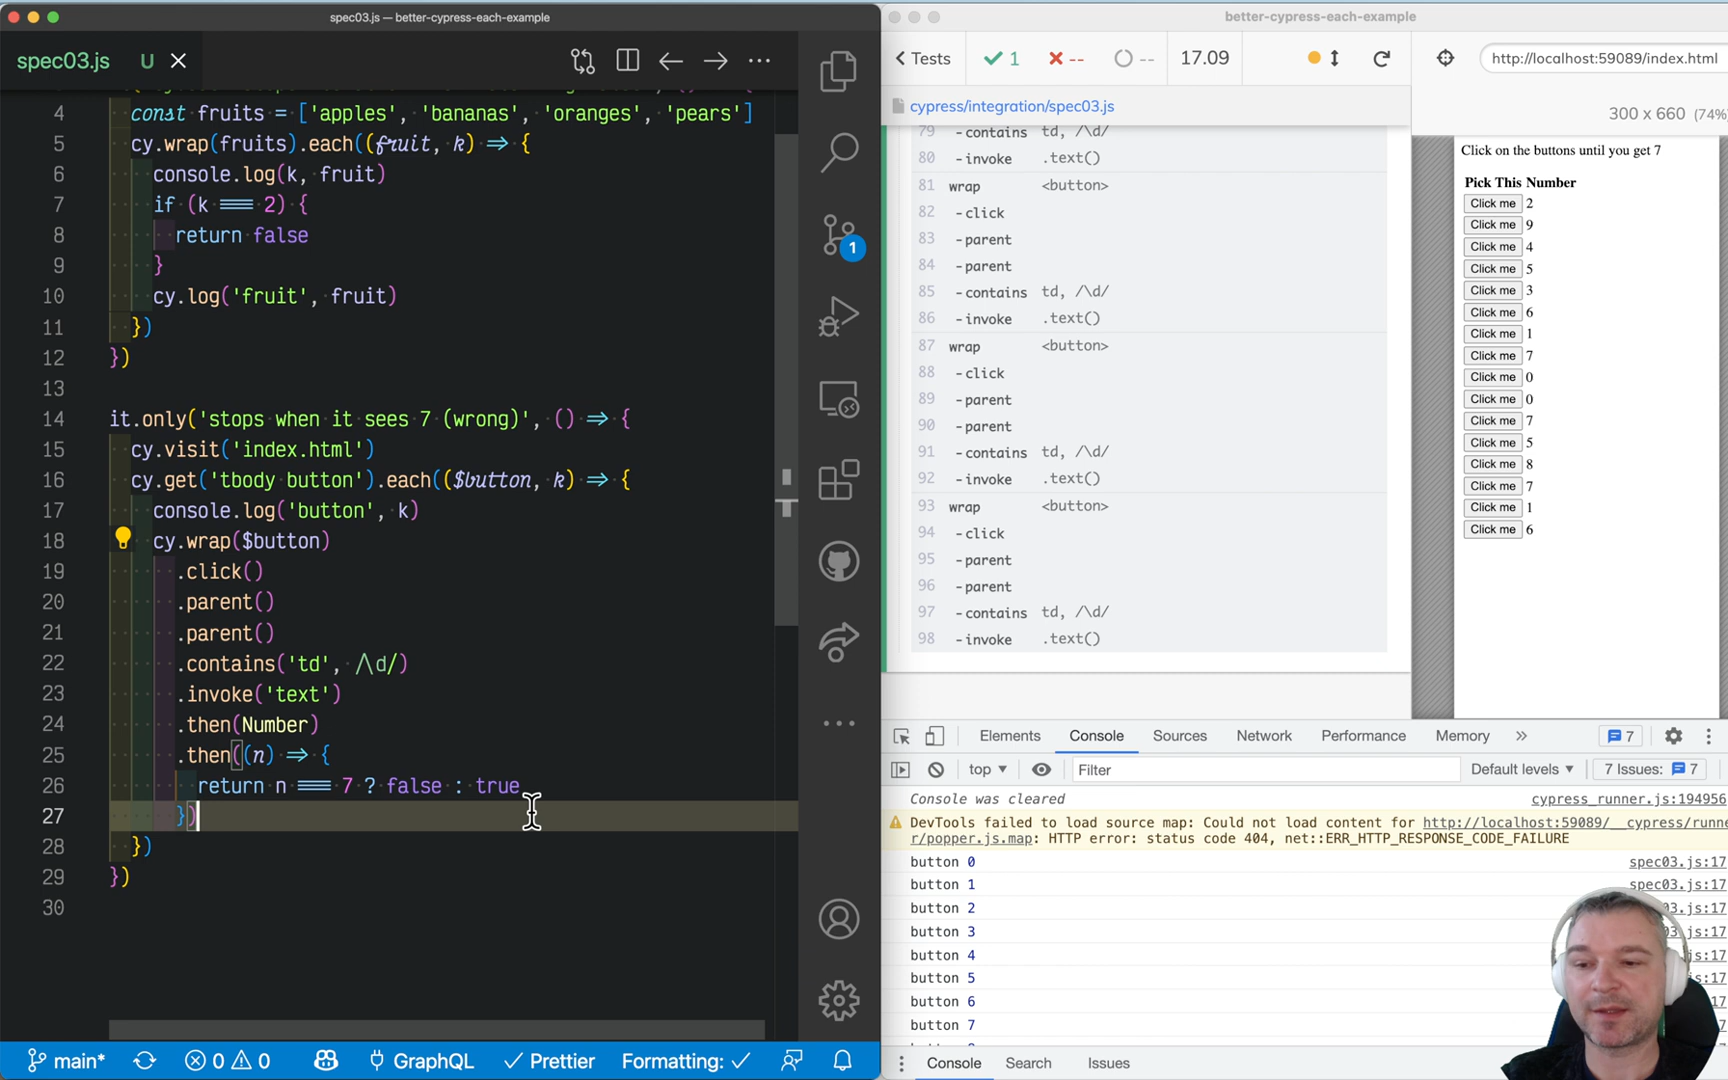 spec03.js — better-cypress-each-example
better-cypress-each-example
spec03.js U
4 const fruits = ['apples', 'bananas', 'oranges', 'pears']
5 cy.wrap(fruits).each((fruit, k) => {
6 console.log(k, fruit)
7 if (k === 2) {
8 return false
9 }
10 cy.log('fruit', fruit)
11 })
12 })
13
14 it.only('stops when it sees 7 (wrong)', () => {
15 cy.visit('index.html')
16 cy.get('tbody button').each(($button, k) => {
17 console.log('button', k)
18 cy.wrap($button)
19 .click()
20 .parent()
21 .parent()
22 .contains('td', /\d/)
23 .invoke('text')
24 .then(Number)
25 .then((n) => {
26 return n === 7 ? false : true
27 })
28 })
29 })
30
1
main* 0 0 GraphQL Prettier Formatting:
Tests 1 -- -- 17.09
http://localhost:59089/index.html
cypress/integration/spec03.js
300 x 660 (74%
79 -contains td, /\d/
80 -invoke .text()
81 wrap <button>
82 -click
83 -parent
84 -parent
85 -contains td, /\d/
86 -invoke .text()
87 wrap <button>
88 -click
89 -parent
90 -parent
91 -contains td, /\d/
92 -invoke .text()
93 wrap <button>
94 -click
95 -parent
96 -parent
97 -contains td, /\d/
98 -invoke .text()
Click on the buttons until you get 7
Pick This Number
Click me 2
Click me 9
Click me 4
Click me 5
Click me 3
Click me 6
Click me 1
Click me 7
Click me 0
Click me 0
Click me 7
Click me 5
Click me 8
Click me 7
Click me 1
Click me 6
Elements Console Sources Network Performance Memory » 7
top Filter Default levels 7 Issues: 7
Console was cleared cypress_runner.js:194956
DevTools failed to load source map: Could not load content for http://localhost:59089/__cypress/runne
r/popper.js.map: HTTP error: status code 404, net::ERR_HTTP_RESPONSE_CODE_FAILURE
button 0 spec03.js:17
button 1 spec03.js:17
button 2 03.js:17
button 3 js:17
button 4 js:17
button 5 js:17
button 6 :17
button 7 7
Console Search Issues